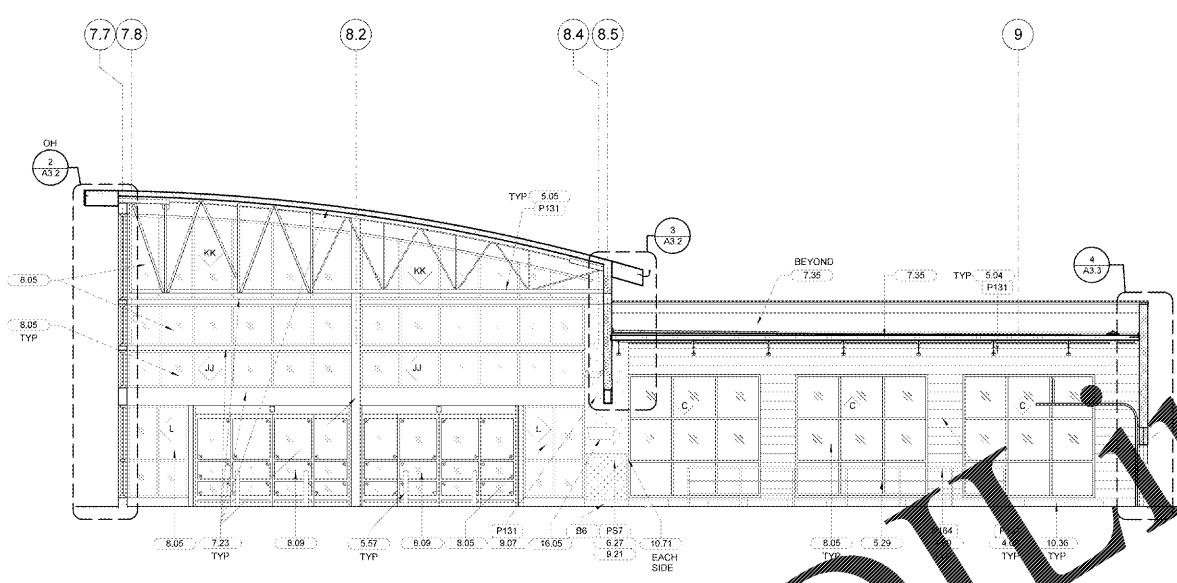 7.7 7.8 8.2 8.4 8.5 9
OH
2
A3.2
TYP 5.05
P131
3
A3.2
BEYOND
7.35
7.35
TYP 5.04
P131
4
A3.3
KK
KK
8.05
TYP
JJ
JJ
L
L
C
C
C
8.05
7.23
TYP
8.09
5.57
TYP
8.05
P131
9.07
16.05
B6
PS7
6.27
9.21
10.71
EACH
SIDE
8.05
TYP
5.29
TYP
10.36
TYP